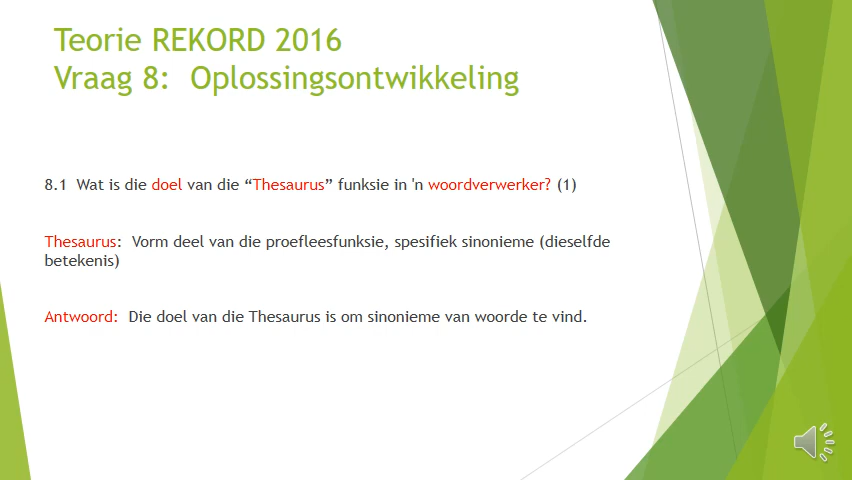 Teorie REKORD 2016
Vraag 8: Oplossingsontwikkeling
8.1 Wat is die doel van die “Thesaurus” funksie in 'n woordverwerker? (1)
Thesaurus: Vorm deel van die proefleesfunksie, spesifiek sinonieme (dieselfde
betekenis)
Antwoord: Die doel van die Thesaurus is om sinonieme van woorde te vind.